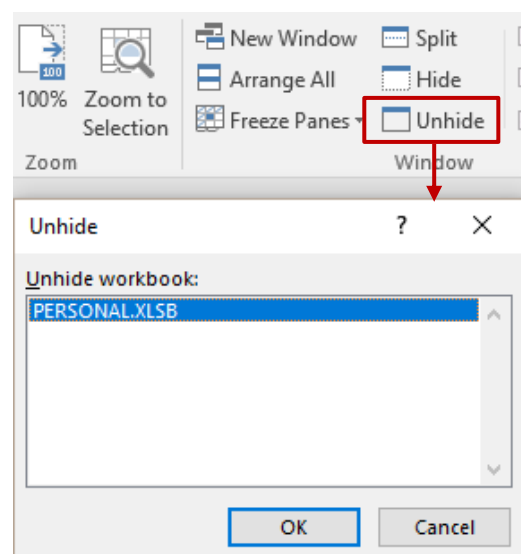 New Window
Split
100
100%
Zoom to
Selection
Arrange All
Hide
Freeze Panes
Unhide
Zoom
Window
Unhide
?
Unhide workbook:
PERSONAL.XLSB
OK
Cancel